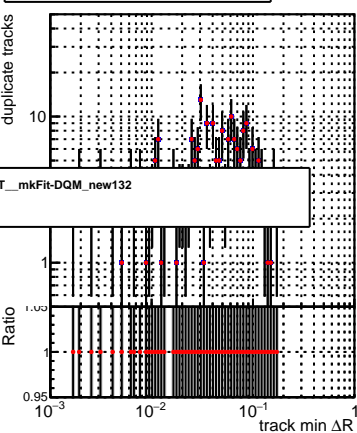 duplicate tracks
10
T__mkFit-DQM_new132
1
Ratio
1.05
1
0.95
10−3
10−2
10−1
1
track min ΔR